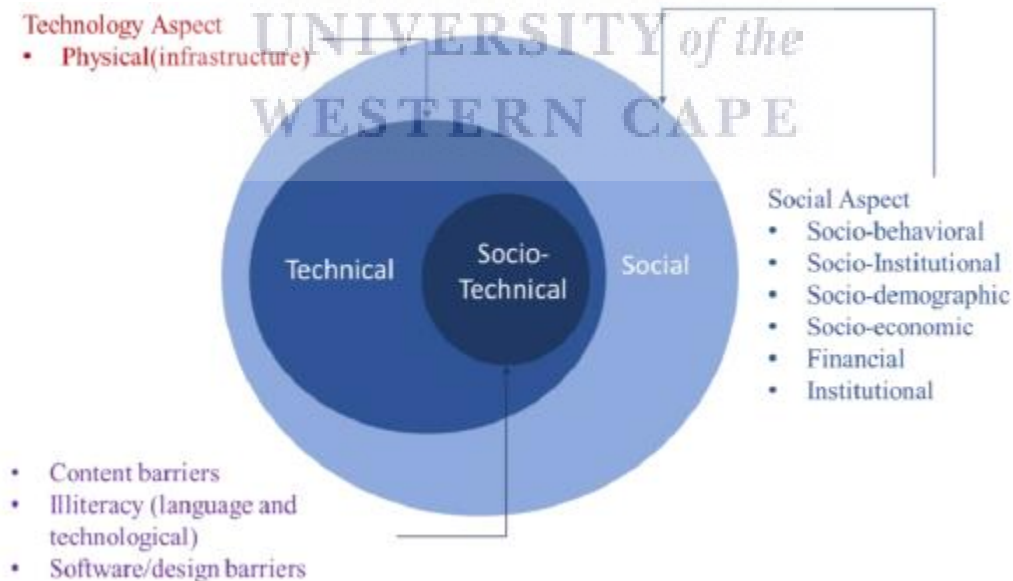 UNIVERSITY of the
WESTERN CAPE
Technology Aspect
• Physical(infrastructure)
Technical
Socio-
Technical
Social
Social Aspect
• Socio-behavioral
• Socio-Institutional
• Socio-demographic
• Socio-economic
• Financial
• Institutional
• Content barriers
• Illiteracy (language and
technological)
• Software/design barriers